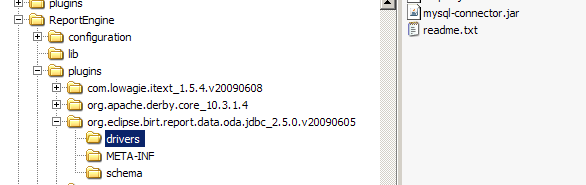 plugins
ReportEngine
configuration
lib
plugins
com.lowagie.itext_1.5.4.v20090608
org.apache.derby.core_10.3.1.4
org.eclipse.birt.report.data.oda.jdbc_2.5.0.v20090605
drivers
META-INF
schema
mysql-connector.jar
readme.txt